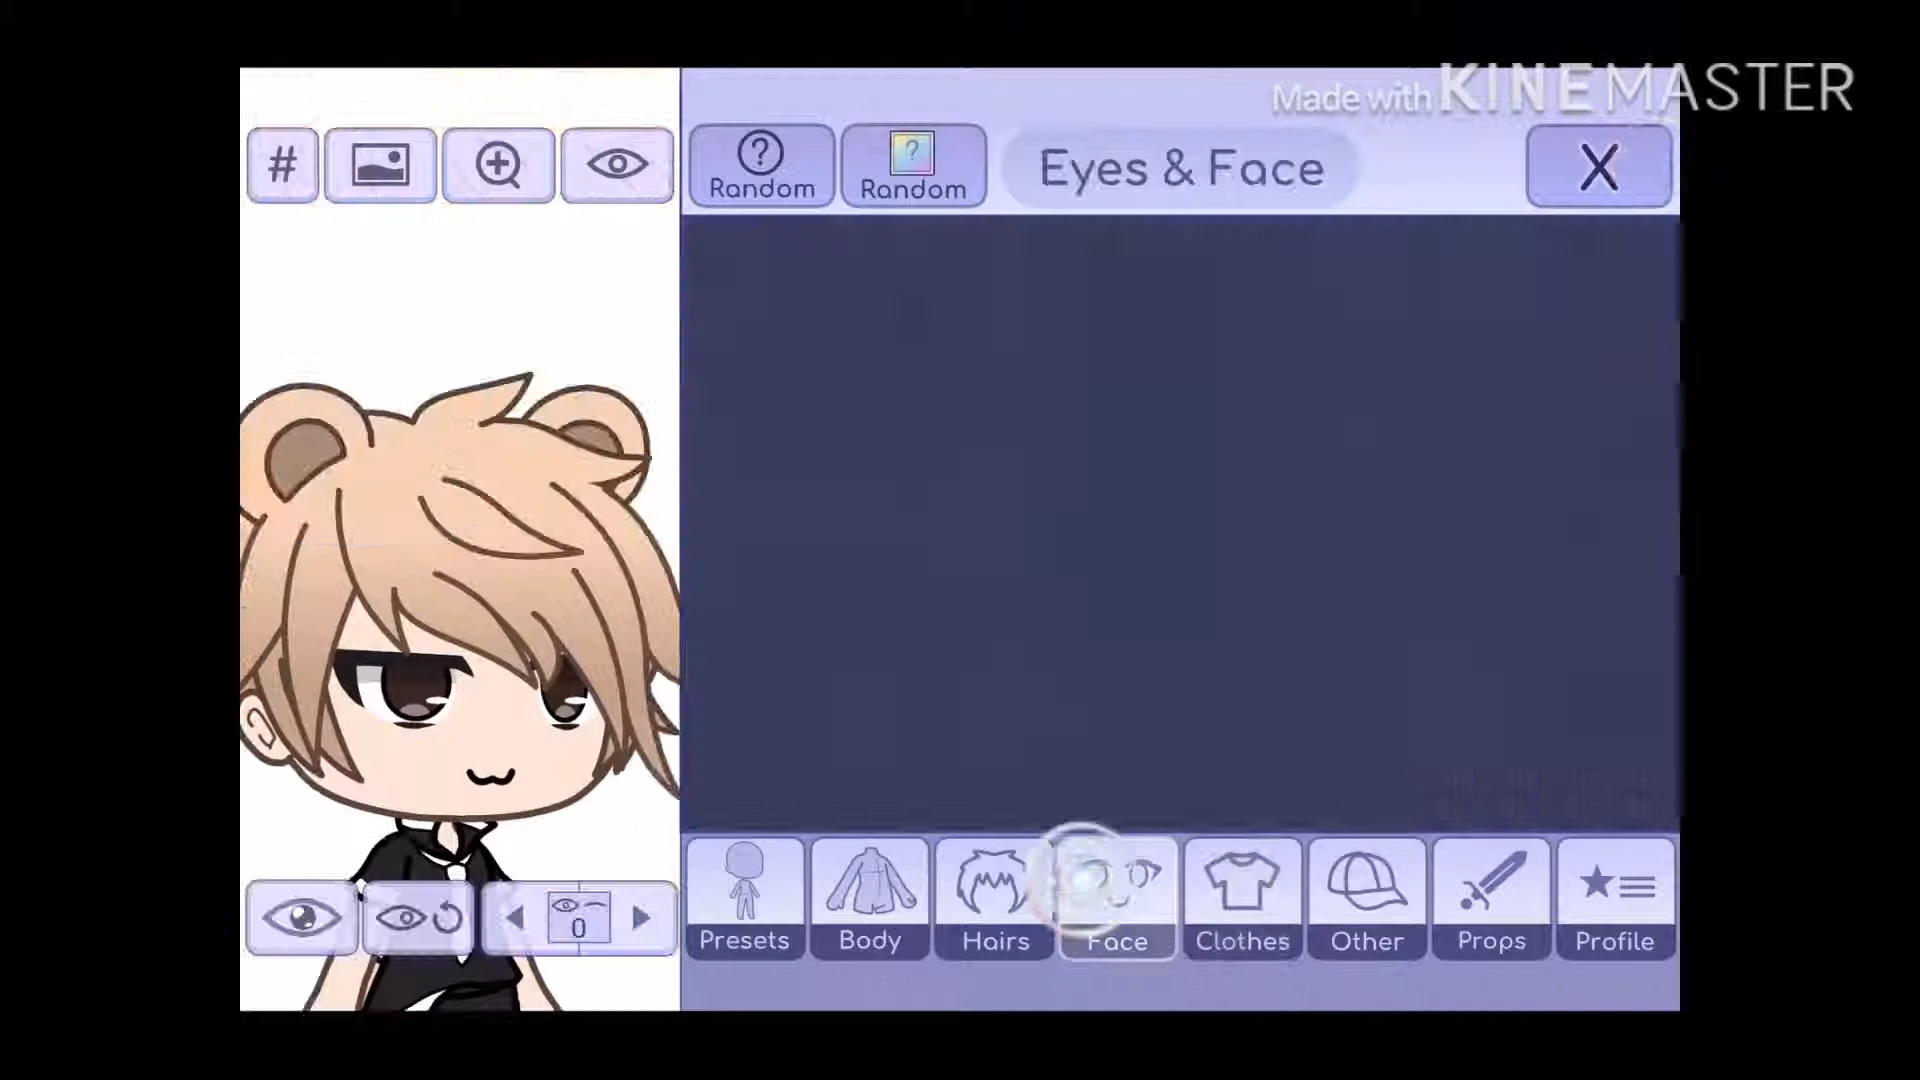 Made with KINEMASTER
#
? Random
? Random
Eyes & Face
X
0
Presets
Body
Hairs
Face
Clothes
Other
Props
Profile